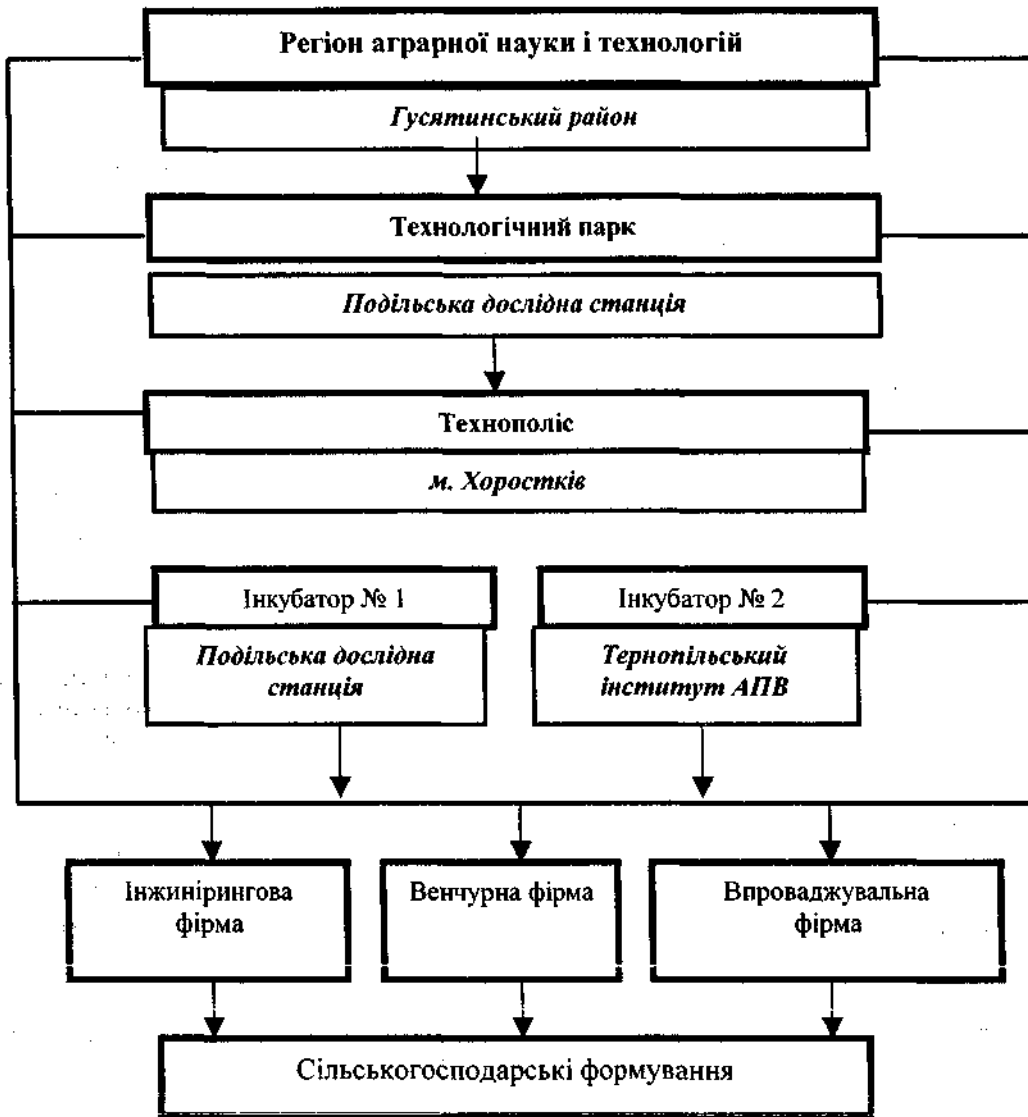 Регіон аграрної науки і технологій
Гусятинський район
Технологічний парк
Подільська дослідна станція
Технополіс
м. Хоростків
Інкубатор № 1
Подільська дослідна
станція
Інкубатор № 2
Тернопільський
інститут АПВ
Інжинірингова
фірма
Венчурна фірма
Впроваджувальна
фірма
Сільськогосподарські формування